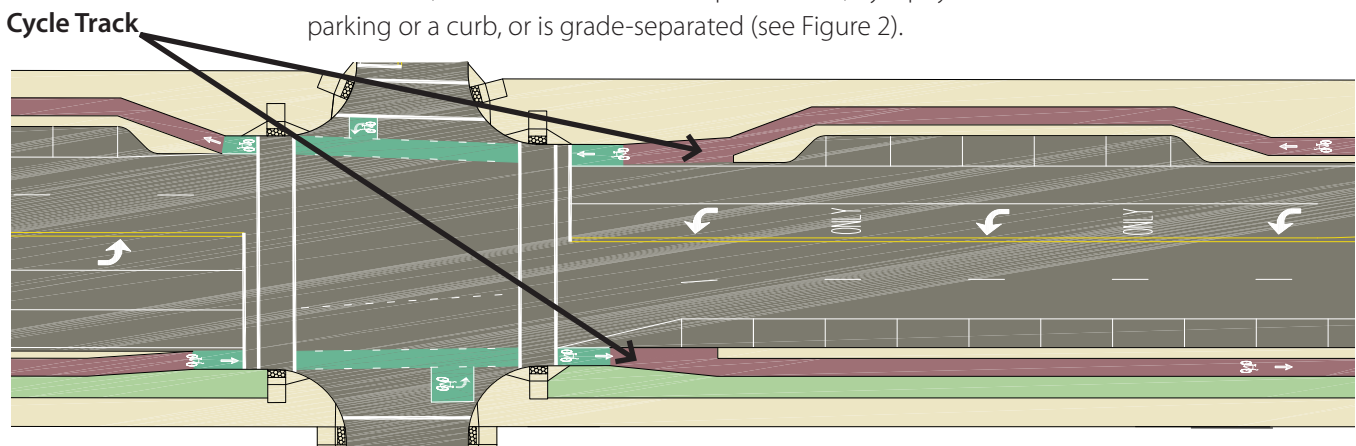 Cycle Track
parking or a curb, or is grade-separated (see Figure 2).
ONLY
ONLY